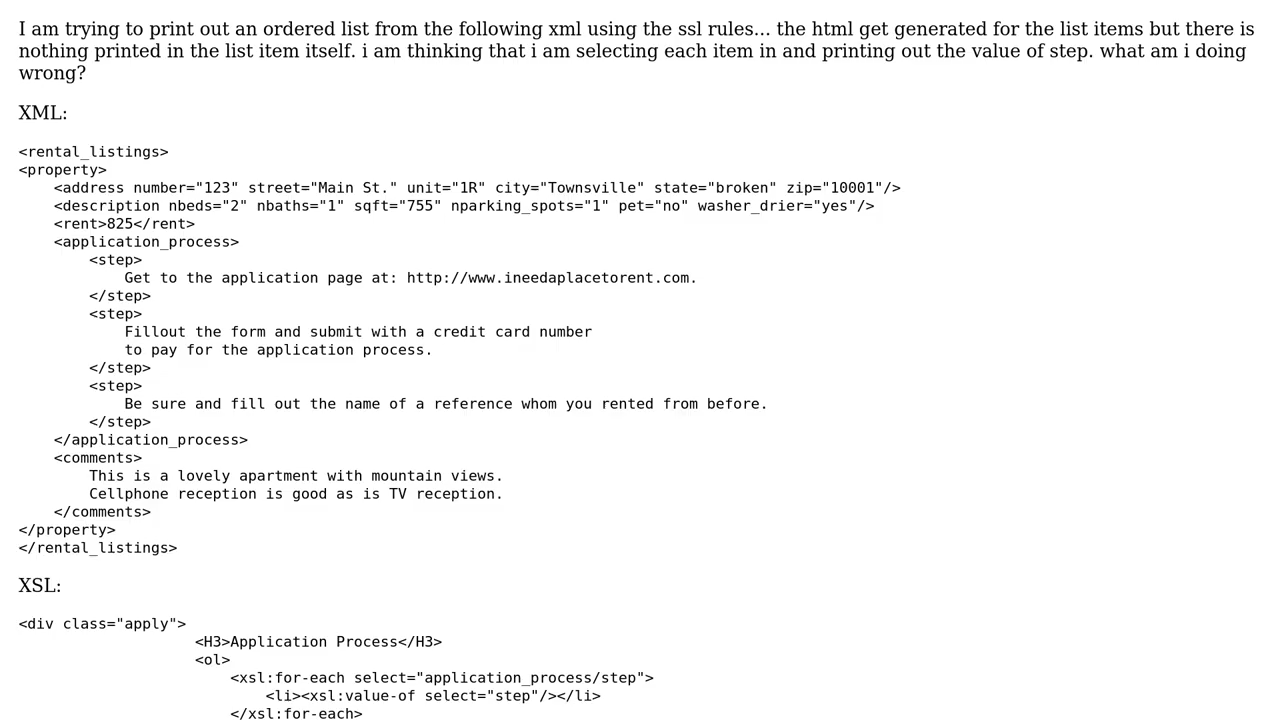 I am trying to print out an ordered list from the following xml using the ssl rules... the html get generated for the list items but there is
nothing printed in the list item itself. i am thinking that i am selecting each item in and printing out the value of step. what am i doing
wrong?
XML:
<rental_listings>
<property>
    <address number="123" street="Main St." unit="1R" city="Townsville" state="broken" zip="10001"/>
    <description nbeds="2" nbaths="1" sqft="755" nparking_spots="1" pet="no" washer_drier="yes"/>
    <rent>825</rent>
    <application_process>
        <step>
            Get to the application page at: http://www.ineedaplacetorent.com.
        </step>
        <step>
            Fillout the form and submit with a credit card number
            to pay for the application process.
        </step>
        <step>
            Be sure and fill out the name of a reference whom you rented from before.
        </step>
    </application_process>
    <comments>
        This is a lovely apartment with mountain views.
        Cellphone reception is good as is TV reception.
    </comments>
</property>
</rental_listings>
XSL:
<div class="apply">
                    <H3>Application Process</H3>
                    <ol>
                        <xsl:for-each select="application_process/step">
                            <li><xsl:value-of select="step"/></li>
                        </xsl:for-each>